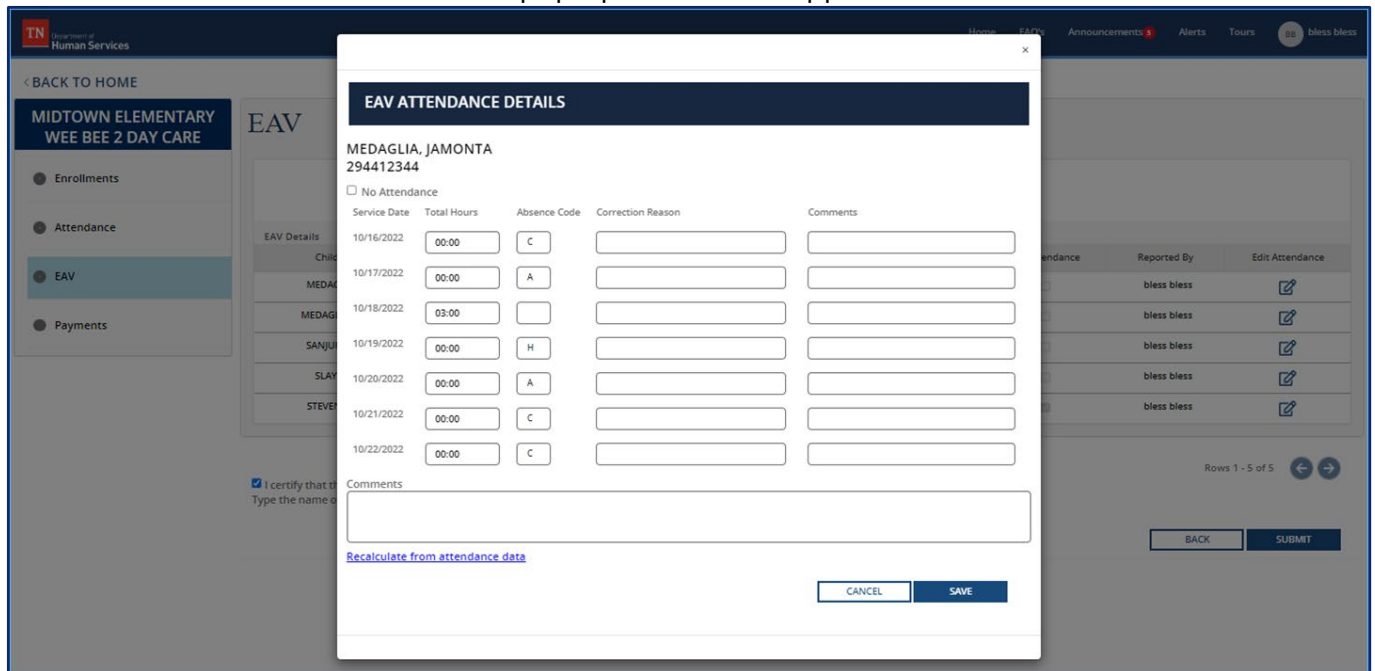 TN Department of
Human Services
Home FAQ's Announcements 5 Alerts Tours BB bless bless
×
< BACK TO HOME
MIDTOWN ELEMENTARY
WEE BEE 2 DAY CARE
Enrollments
Attendance
EAV
Payments
EAV
EAV Details
Child
MEDAG
MEDAGL
SANJUR
SLAY
STEVEN
EAV ATTENDANCE DETAILS
MEDAGLIA, JAMONTA
294412344
No Attendance
Service Date Total Hours Absence Code Correction Reason Comments
10/16/2022 00:00 C
10/17/2022 00:00 A
10/18/2022 03:00
10/19/2022 00:00 H
10/20/2022 00:00 A
10/21/2022 00:00 C
10/22/2022 00:00 C
Comments
Recalculate from attendance data
CANCEL SAVE
endance Reported By Edit Attendance
bless bless
bless bless
bless bless
bless bless
bless bless
Rows 1 - 5 of 5
I certify that th
Type the name o
BACK SUBMIT